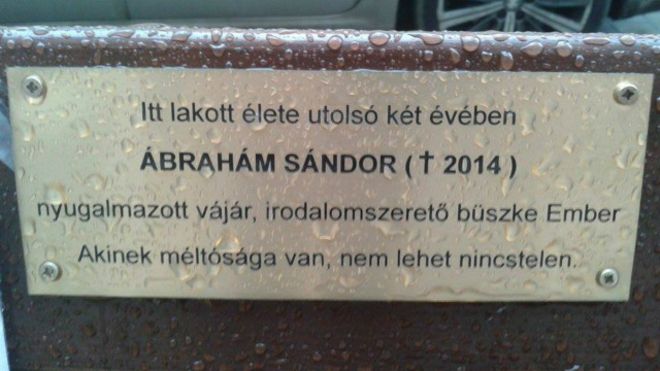 Itt lakott élete utolsó két évében
ÁBRAHÁM SÁNDOR ( † 2014 )
nyugalmazott vájár, irodalomszerető büszke Ember
Akinek méltósága van, nem lehet nincstelen.